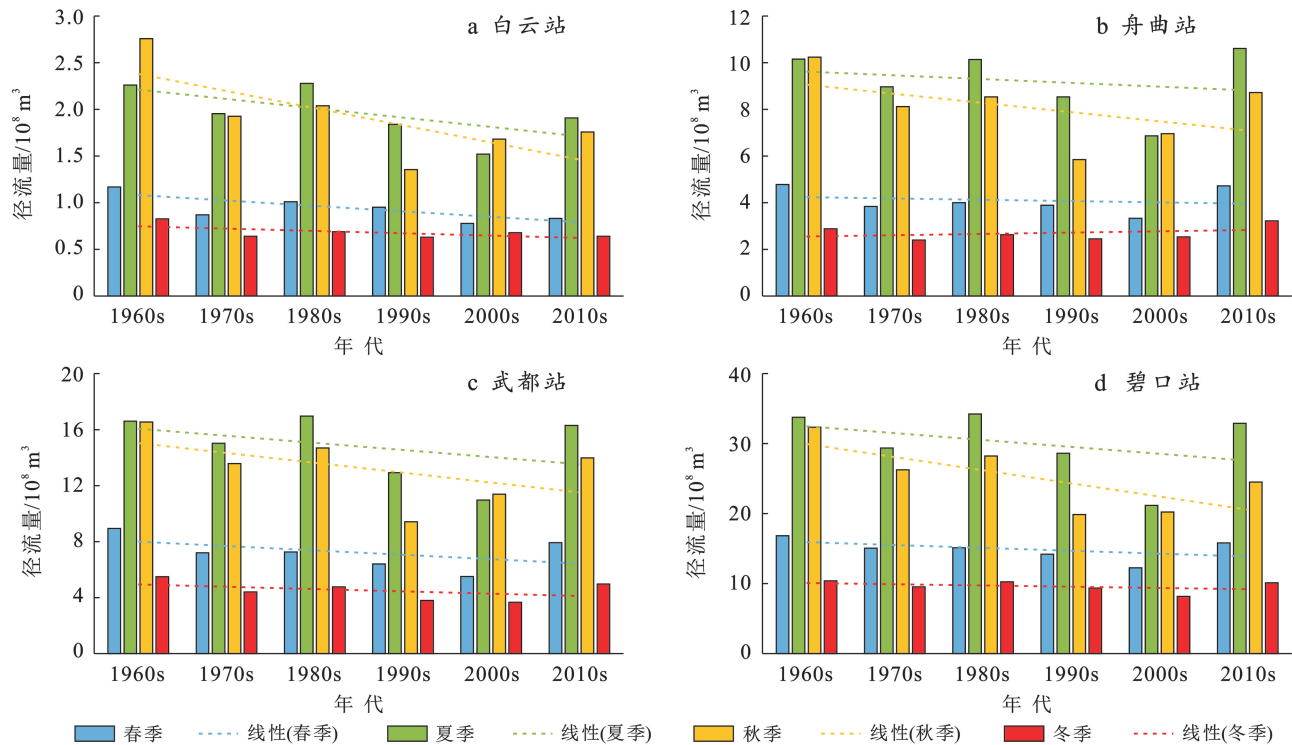 a 白云站
径流量/10⁸ m³
3.0
2.5
2.0
1.5
1.0
0.5
0
1960s 1970s 1980s 1990s 2000s 2010s
年 代
b 舟曲站
径流量/10⁸ m³
12
10
8
6
4
2
0
1960s 1970s 1980s 1990s 2000s 2010s
年 代
c 武都站
径流量/10⁸ m³
20
16
12
8
4
0
1960s 1970s 1980s 1990s 2000s 2010s
年 代
d 碧口站
径流量/10⁸ m³
40
30
20
10
0
1960s 1970s 1980s 1990s 2000s 2010s
年 代
春季 线性(春季) 夏季 线性(夏季) 秋季 线性(秋季) 冬季 线性(冬季)